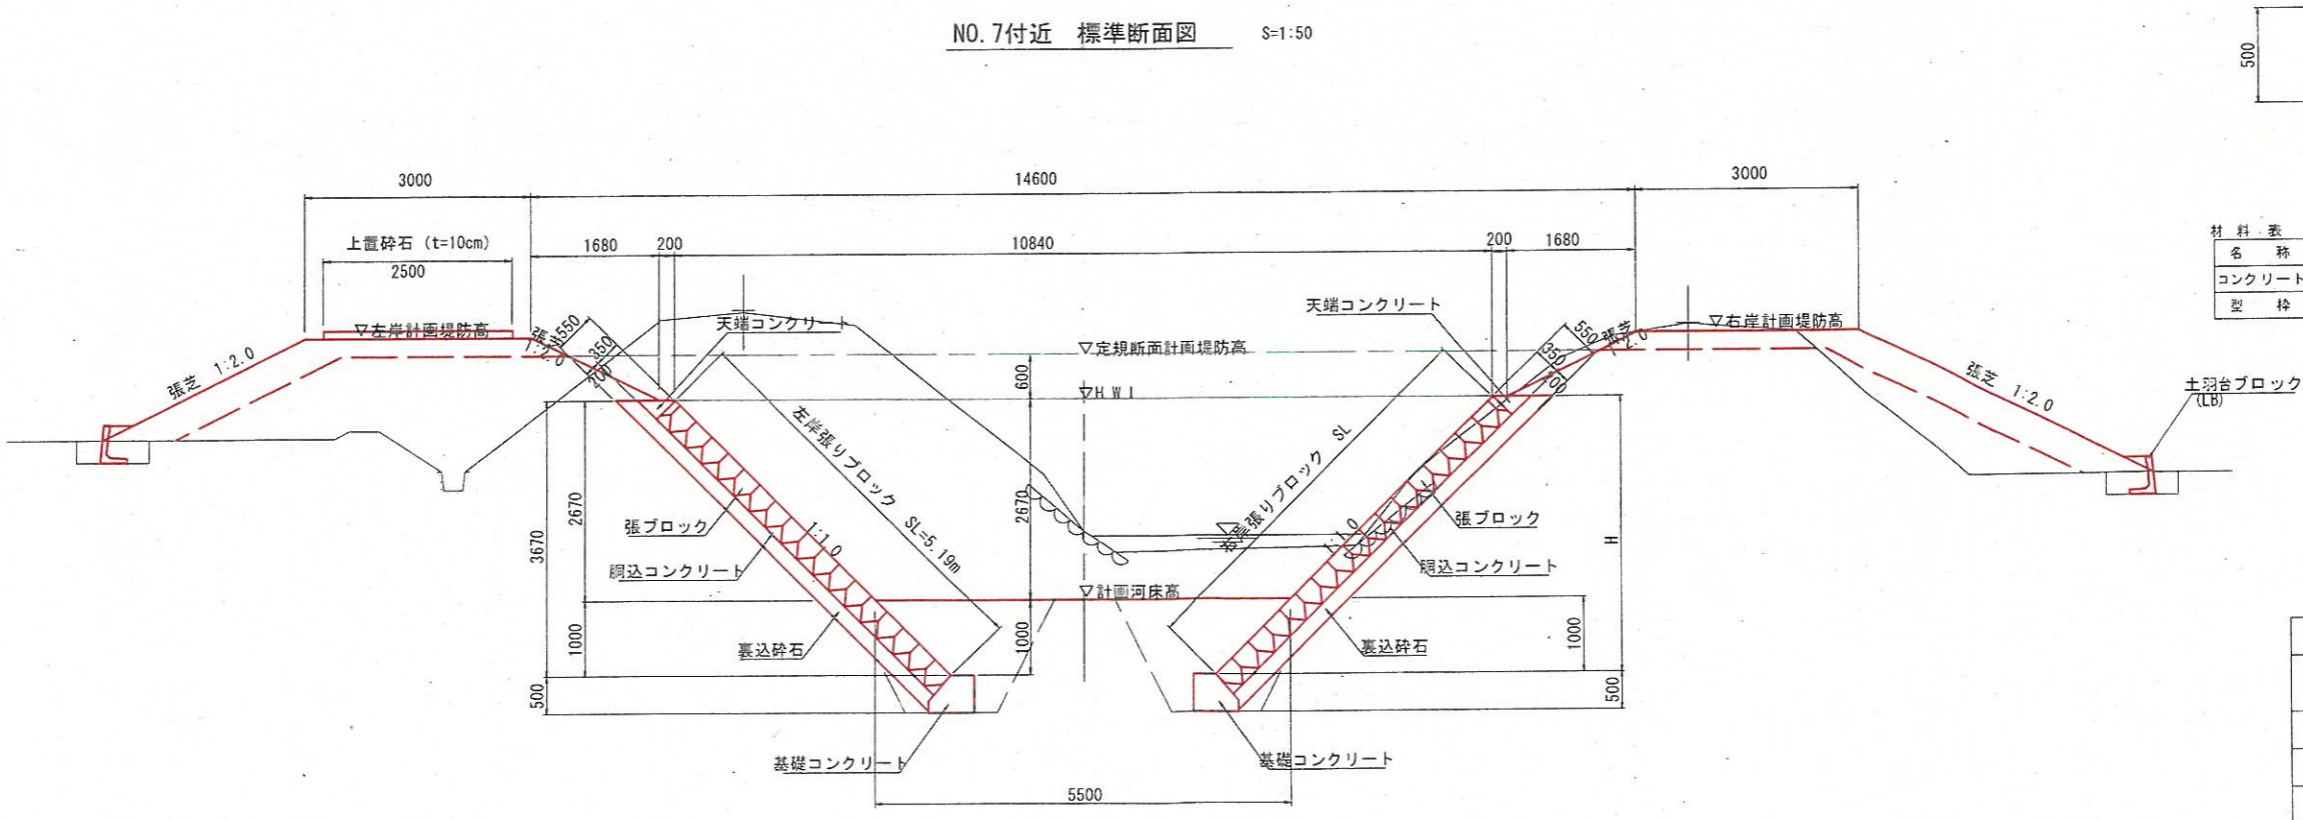 NO.7付近 標準断面図 S=1:50
500
3000
14600
3000
上置砕石 (t=10cm)
2500
1680
200
10840
200
1680
材 料 表
名 称
コンクリート
型 枠
▽左岸計画堤防高
張芝 1:2.0
張芝
1:2.0
550
350
200
天端コンクリート
▽定規断面計画堤防高
600
天端コンクリート
550
350
200
張芝
1:2.0
▽右岸計画堤防高
張芝 1:2.0
土羽台ブロック
(LB)
左岸張りブロック SL=5.19m
右岸張りブロック SL
3670
2670
1000
500
張ブロック
1:1.0
胴込コンクリート
裏込砕石
基礎コンクリート
2670
1000
▽計画河床高
1:1.0
張ブロック
胴込コンクリート
裏込砕石
基礎コンクリート
H
1000
500
5500